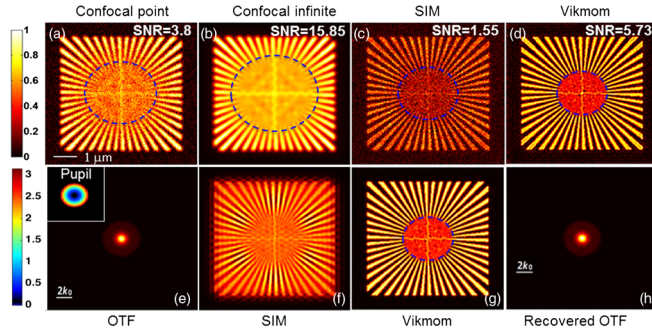 Confocal point Confocal infinite SIM Vikmom
(a) SNR=3.8 (b) SNR=15.85 (c) SNR=1.55 (d) SNR=5.73
1
0.8
0.6
0.4
0.2
0
1 μm
3
2.5
2
1.5
1
0.5
0
Pupil
2k₀ (e) (f) (g) 2k₀ (h)
OTF SIM Vikmom Recovered OTF